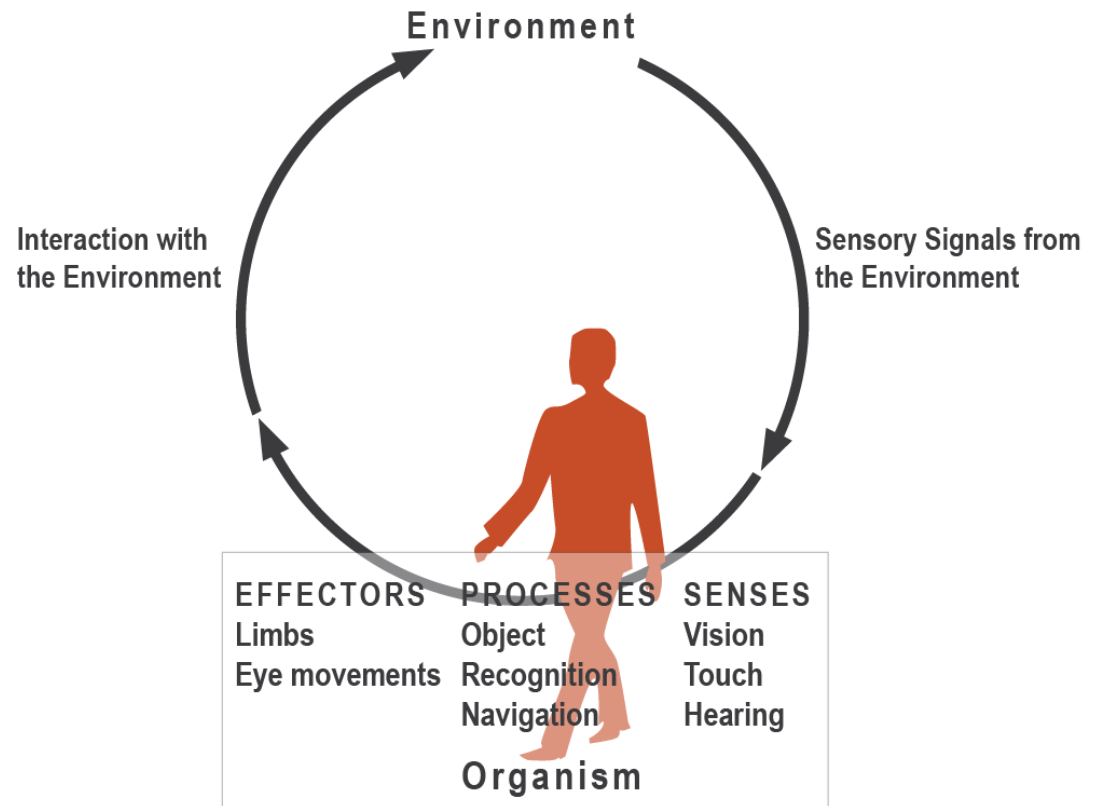 Environment
Interaction with
the Environment
Sensory Signals from
the Environment
EFFECTORS
Limbs
Eye movements
PROCESSES
Object
Recognition
Navigation
SENSES
Vision
Touch
Hearing
Organism